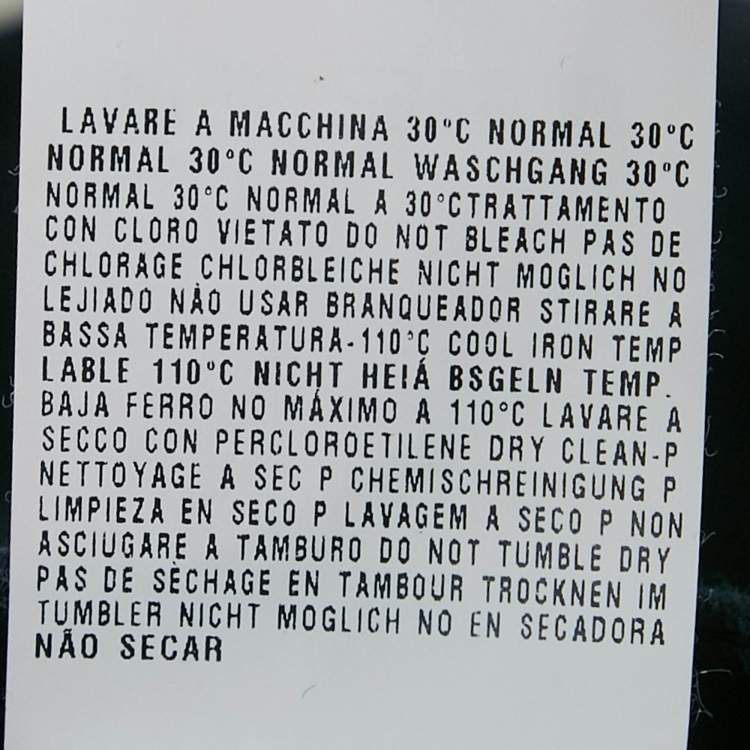 LAVARE A MACCHINA 30°C NORMAL 30°C
NORMAL 30°C NORMAL WASCHGANG 30°C
NORMAL 30°C NORMAL A 30°CTRATTAMENTO
CON CLORO VIETATO DO NOT BLEACH PAS DE
CHLORAGE CHLORBLEICHE NICHT MOGLICH NO
LEJIADO NÃO USAR BRANQUEADOR STIRARE A
BASSA TEMPERATURA-110°C COOL IRON TEMP
LABLE 110°C NICHT HEIÁ BSGELN TEMP.
BAJA FERRO NO MÁXIMO A 110°C LAVARE A
SECCO CON PERCLOROETILENE DRY CLEAN-P
NETTOYAGE A SEC P CHEMISCHREINIGUNG P
LIMPIEZA EN SECO P LAVAGEM A SECO P NON
ASCIUGARE A TAMBURO DO NOT TUMBLE DRY
PAS DE SÈCHAGE EN TAMBOUR TROCKNEN IM
TUMBLER NICHT MOGLICH NO EN SECADORA
NÃO SECAR